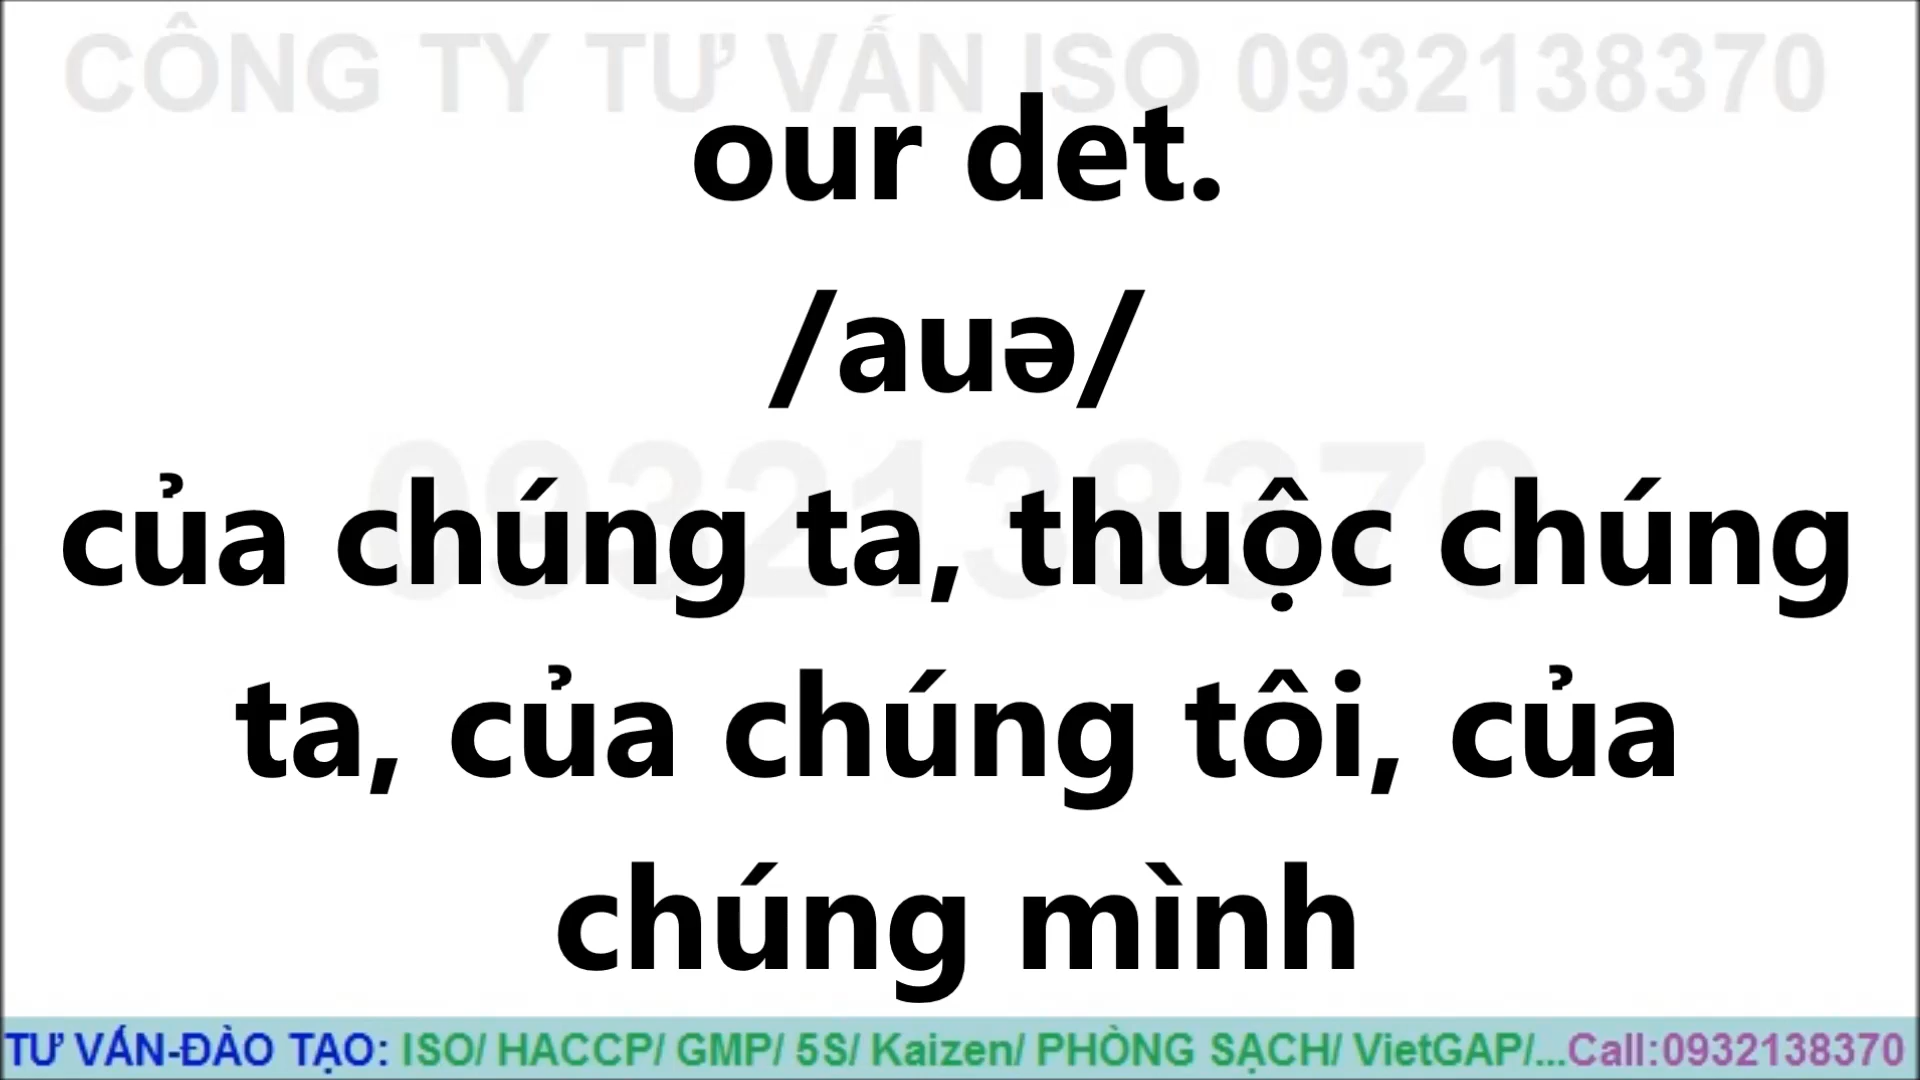 CÔNG TY TƯ VẤN ISO 0932138370
our det.
/auə/
0932138370
của chúng ta, thuộc chúng
ta, của chúng tôi, của
chúng mình
TƯ VẤN-ĐÀO TẠO: ISO/ HACCP/ GMP/ 5S/ Kaizen/ PHÒNG SẠCH/ VietGAP/...Call:0932138370